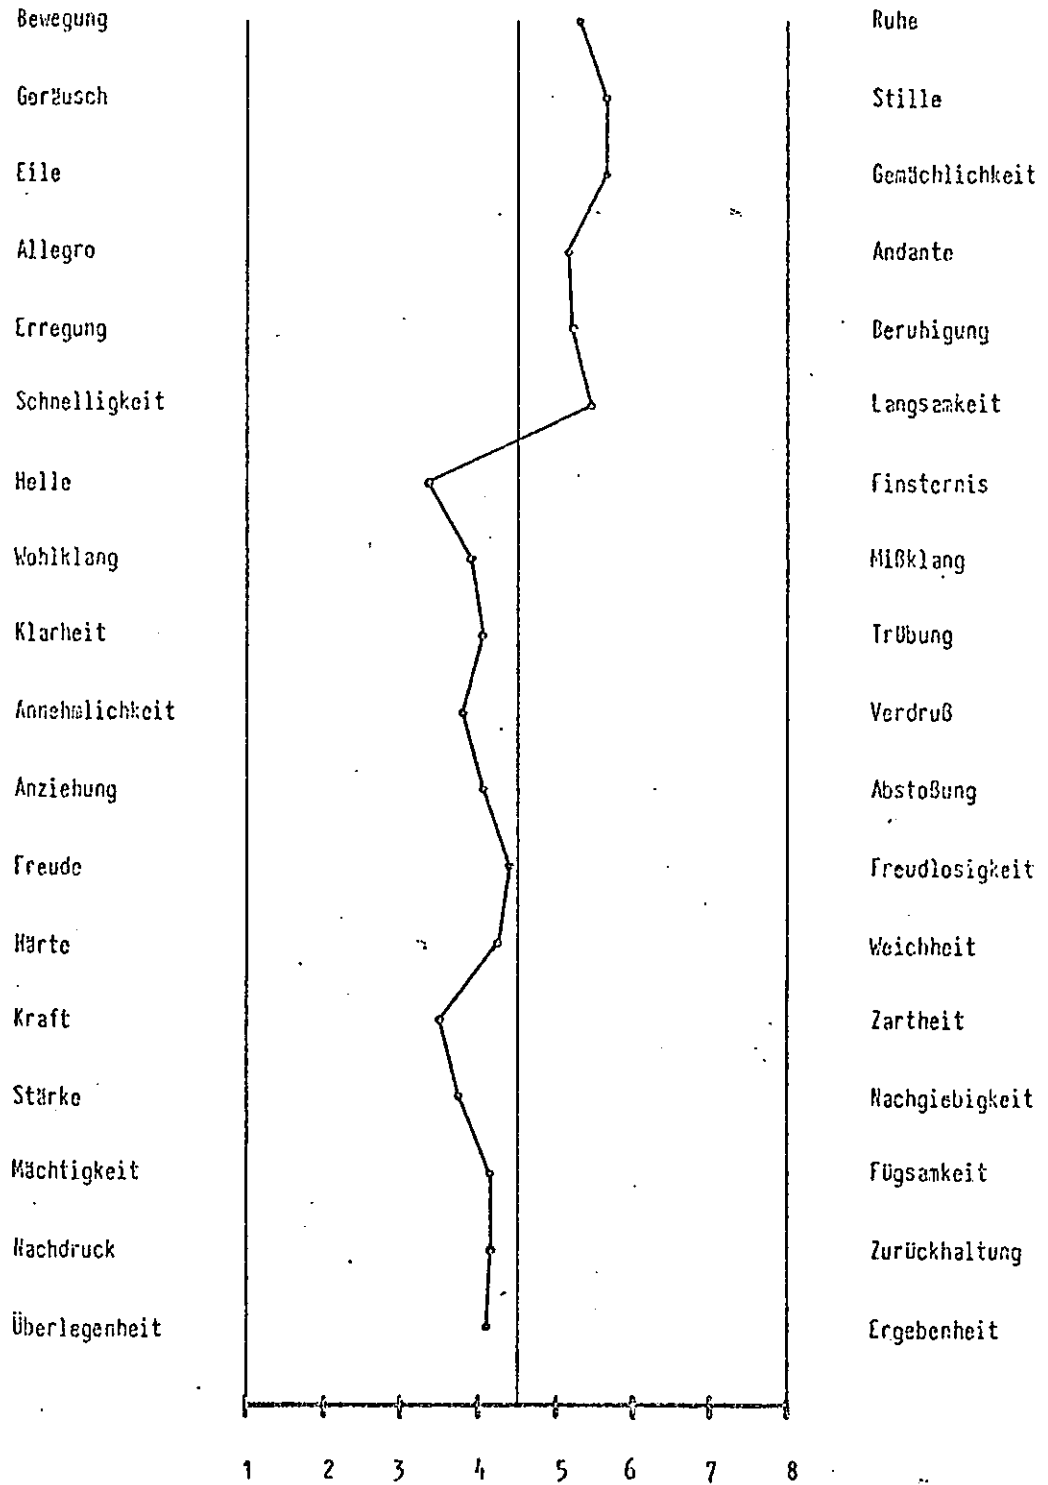 Bewegung Ruhe
Geräusch Stille
Eile Gemächlichkeit
Allegro Andante
Erregung Beruhigung
Schnelligkeit Langsamkeit
Helle Finsternis
Wohlklang Mißklang
Klarheit Trübung
Annehmlichkeit Verdruß
Anziehung Abstoßung
Freude Freudlosigkeit
Härte Weichheit
Kraft Zartheit
Stärke Nachgiebigkeit
Mächtigkeit Fügsamkeit
Nachdruck Zurückhaltung
Überlegenheit Ergebenheit
1 2 3 4 5 6 7 8